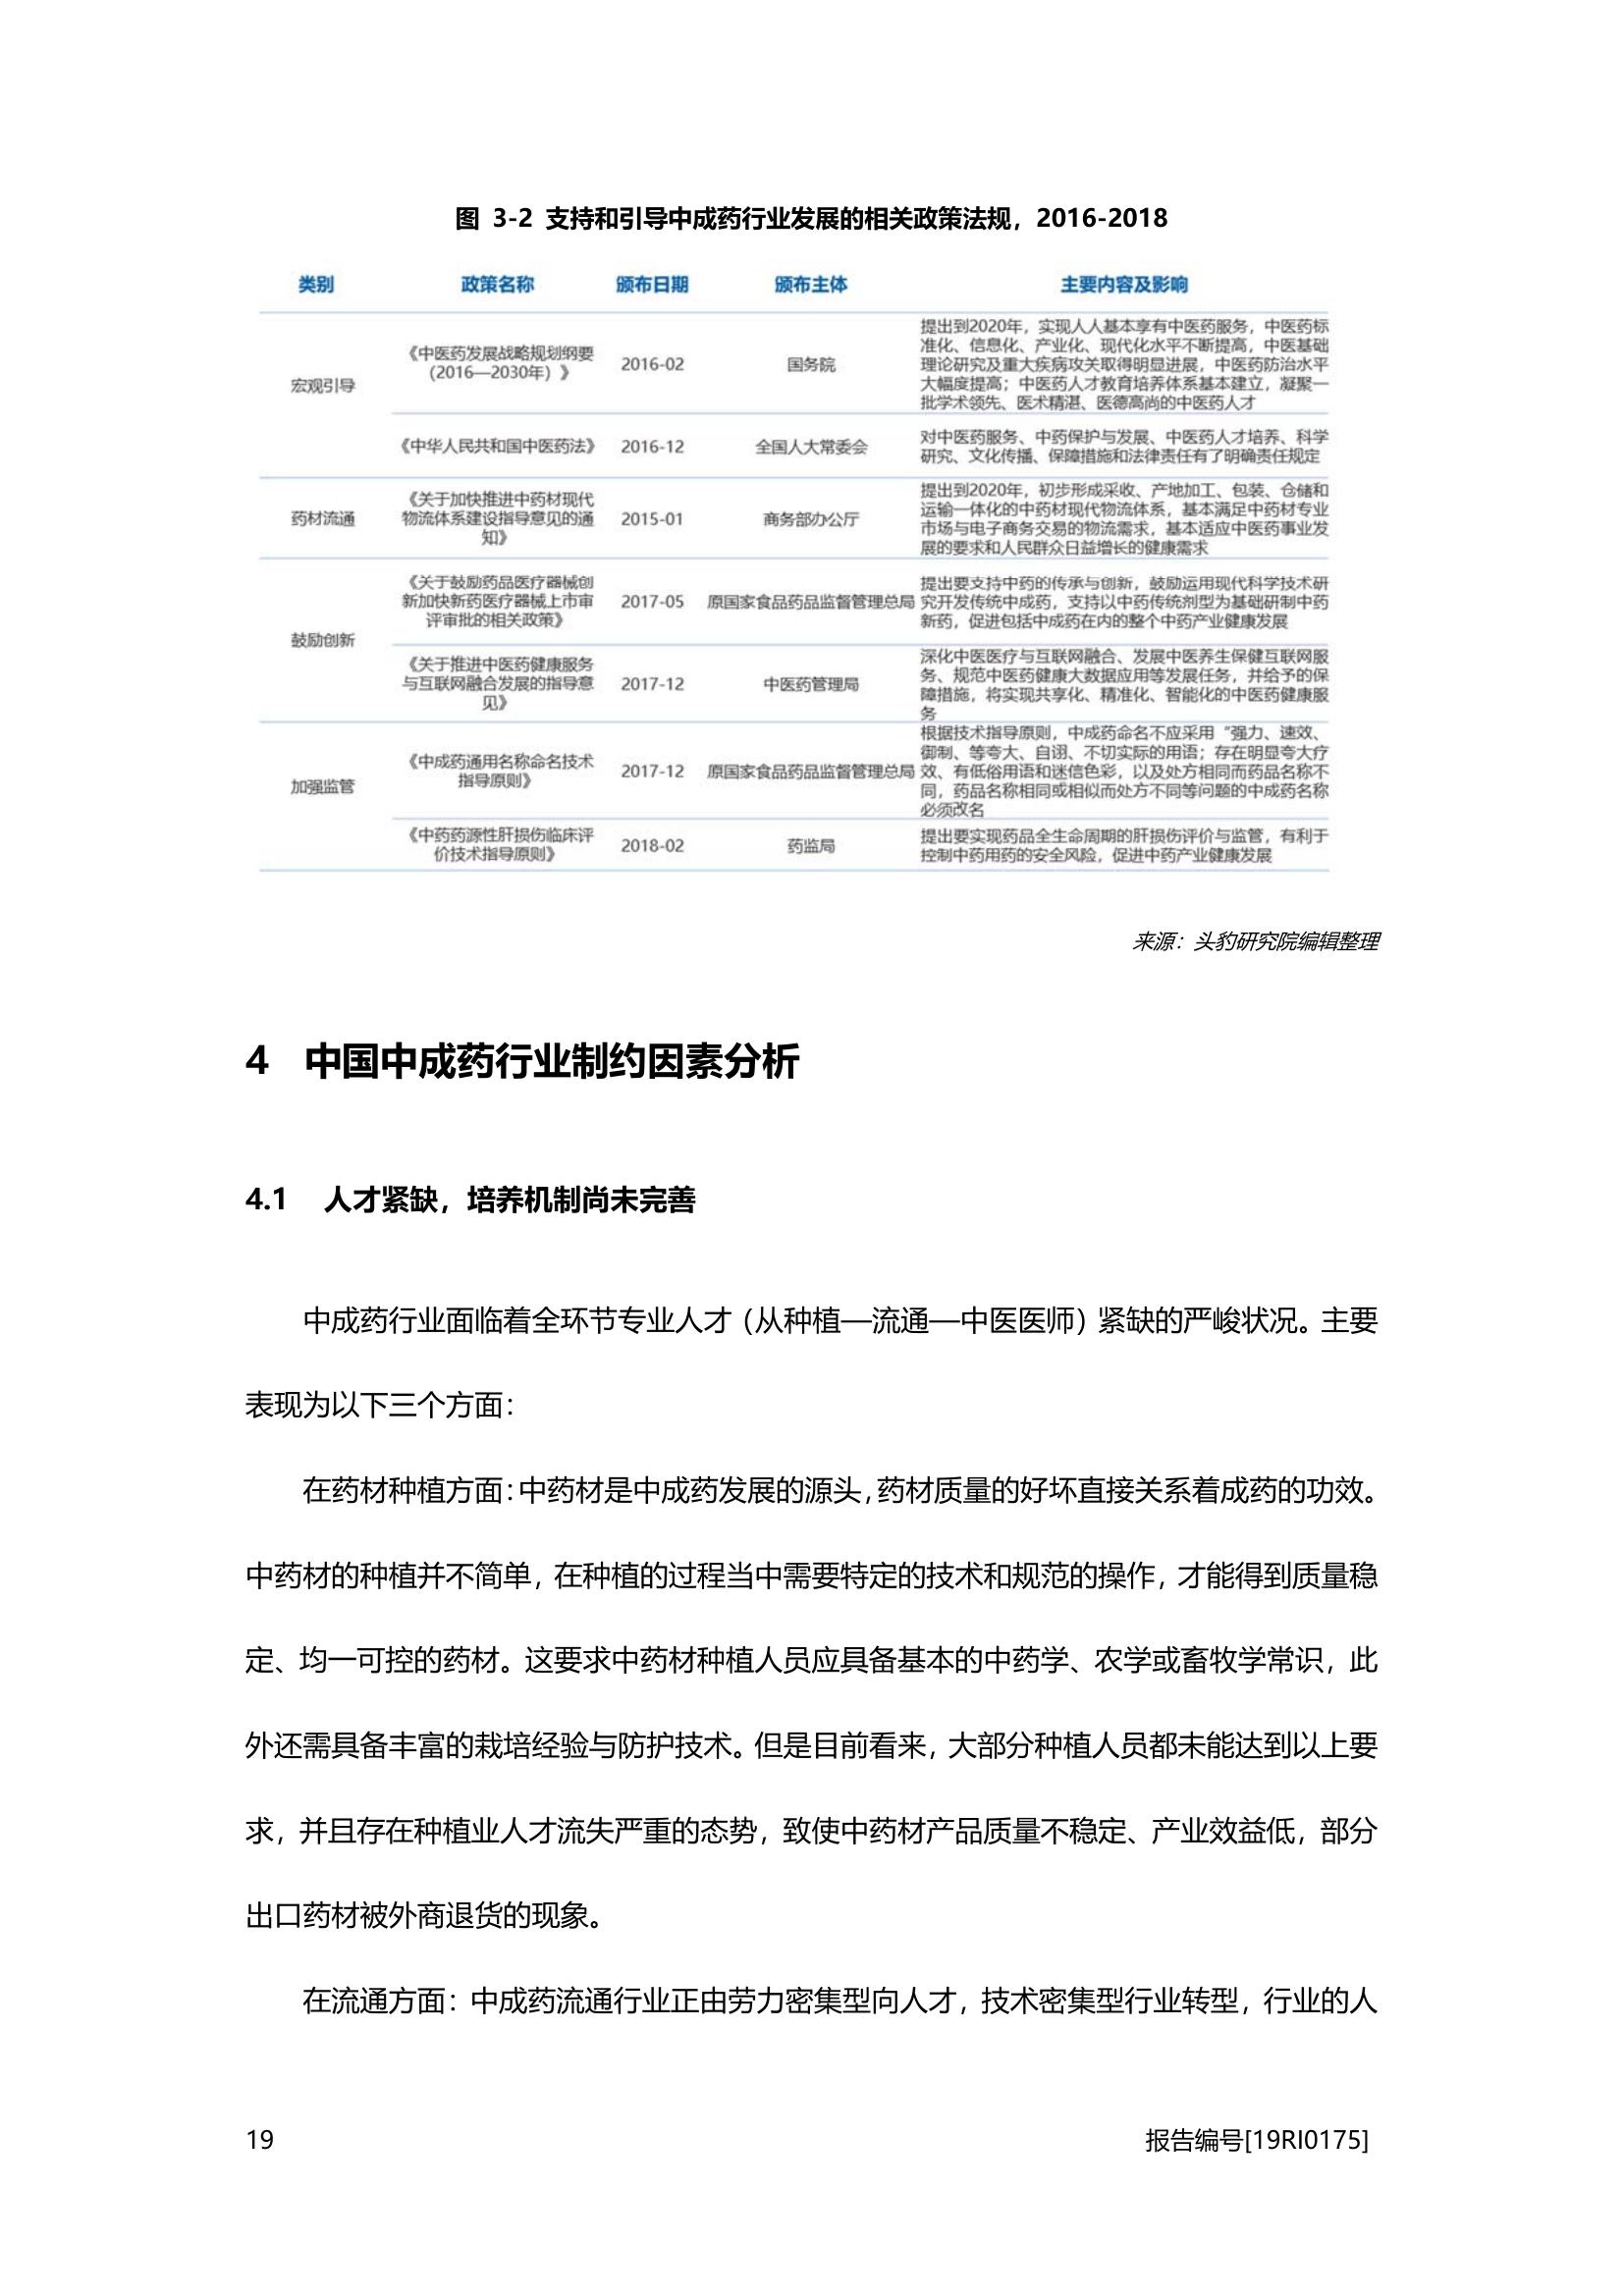 图 3-2 支持和引导中成药行业发展的相关政策法规，2016-2018
类别 政策名称 颁布日期 颁布主体 主要内容及影响
宏观引导
《中医药发展战略规划纲要
（2016—2030年）》
2016-02
国务院
提出到2020年，实现人人基本享有中医药服务，中医药标
准化、信息化、产业化、现代化水平不断提高，中医基础
理论研究及重大疾病攻关取得明显进展，中医药防治水平
大幅度提高；中医药人才教育培养体系基本建立，凝聚一
批学术领先、医术精湛、医德高尚的中医药人才
《中华人民共和国中医药法》
2016-12
全国人大常委会
对中医药服务、中药保护与发展、中医药人才培养、科学
研究、文化传播、保障措施和法律责任有了明确责任规定
药材流通
《关于加快推进中药材现代
物流体系建设指导意见的通
知》
2015-01
商务部办公厅
提出到2020年，初步形成采收、产地加工、包装、仓储和
运输一体化的中药材现代物流体系，基本满足中药材专业
市场与电子商务交易的物流需求，基本适应中医药事业发
展的要求和人民群众日益增长的健康需求
鼓励创新
《关于鼓励药品医疗器械创
新加快新药医疗器械上市审
评审批的相关政策》
2017-05
原国家食品药品监督管理总局
提出要支持中药的传承与创新，鼓励运用现代科学技术研
究开发传统中成药，支持以中药传统剂型为基础研制中药
新药，促进包括中成药在内的整个中药产业健康发展
《关于推进中医药健康服务
与互联网融合发展的指导意
见》
2017-12
中医药管理局
深化中医医疗与互联网融合、发展中医养生保健互联网服
务、规范中医药健康大数据应用等发展任务，并给予的保
障措施，将实现共享化、精准化、智能化的中医药健康服
务
加强监管
《中成药通用名称命名技术
指导原则》
2017-12
原国家食品药品监督管理总局
根据技术指导原则，中成药命名不应采用“强力、速效、
御制、等夸大、自诩、不切实际的用语；存在明显夸大疗
效、有低俗用语和迷信色彩，以及处方相同而药品名称不
同，药品名称相同或相似而处方不同等问题的中成药名称
必须改名
《中药药源性肝损伤临床评
价技术指导原则》
2018-02
药监局
提出要实现药品全生命周期的肝损伤评价与监管，有利于
控制中药用药的安全风险，促进中药产业健康发展
来源：头豹研究院编辑整理
4 中国中成药行业制约因素分析
4.1 人才紧缺，培养机制尚未完善
中成药行业面临着全环节专业人才（从种植—流通—中医医师）紧缺的严峻状况。主要
表现为以下三个方面：
在药材种植方面：中药材是中成药发展的源头，药材质量的好坏直接关系着成药的功效。
中药材的种植并不简单，在种植的过程当中需要特定的技术和规范的操作，才能得到质量稳
定、均一可控的药材。这要求中药材种植人员应具备基本的中药学、农学或畜牧学常识，此
外还需具备丰富的栽培经验与防护技术。但是目前看来，大部分种植人员都未能达到以上要
求，并且存在种植业人才流失严重的态势，致使中药材产品质量不稳定、产业效益低，部分
出口药材被外商退货的现象。
在流通方面：中成药流通行业正由劳力密集型向人才，技术密集型行业转型，行业的人
19 报告编号[19RI0175]